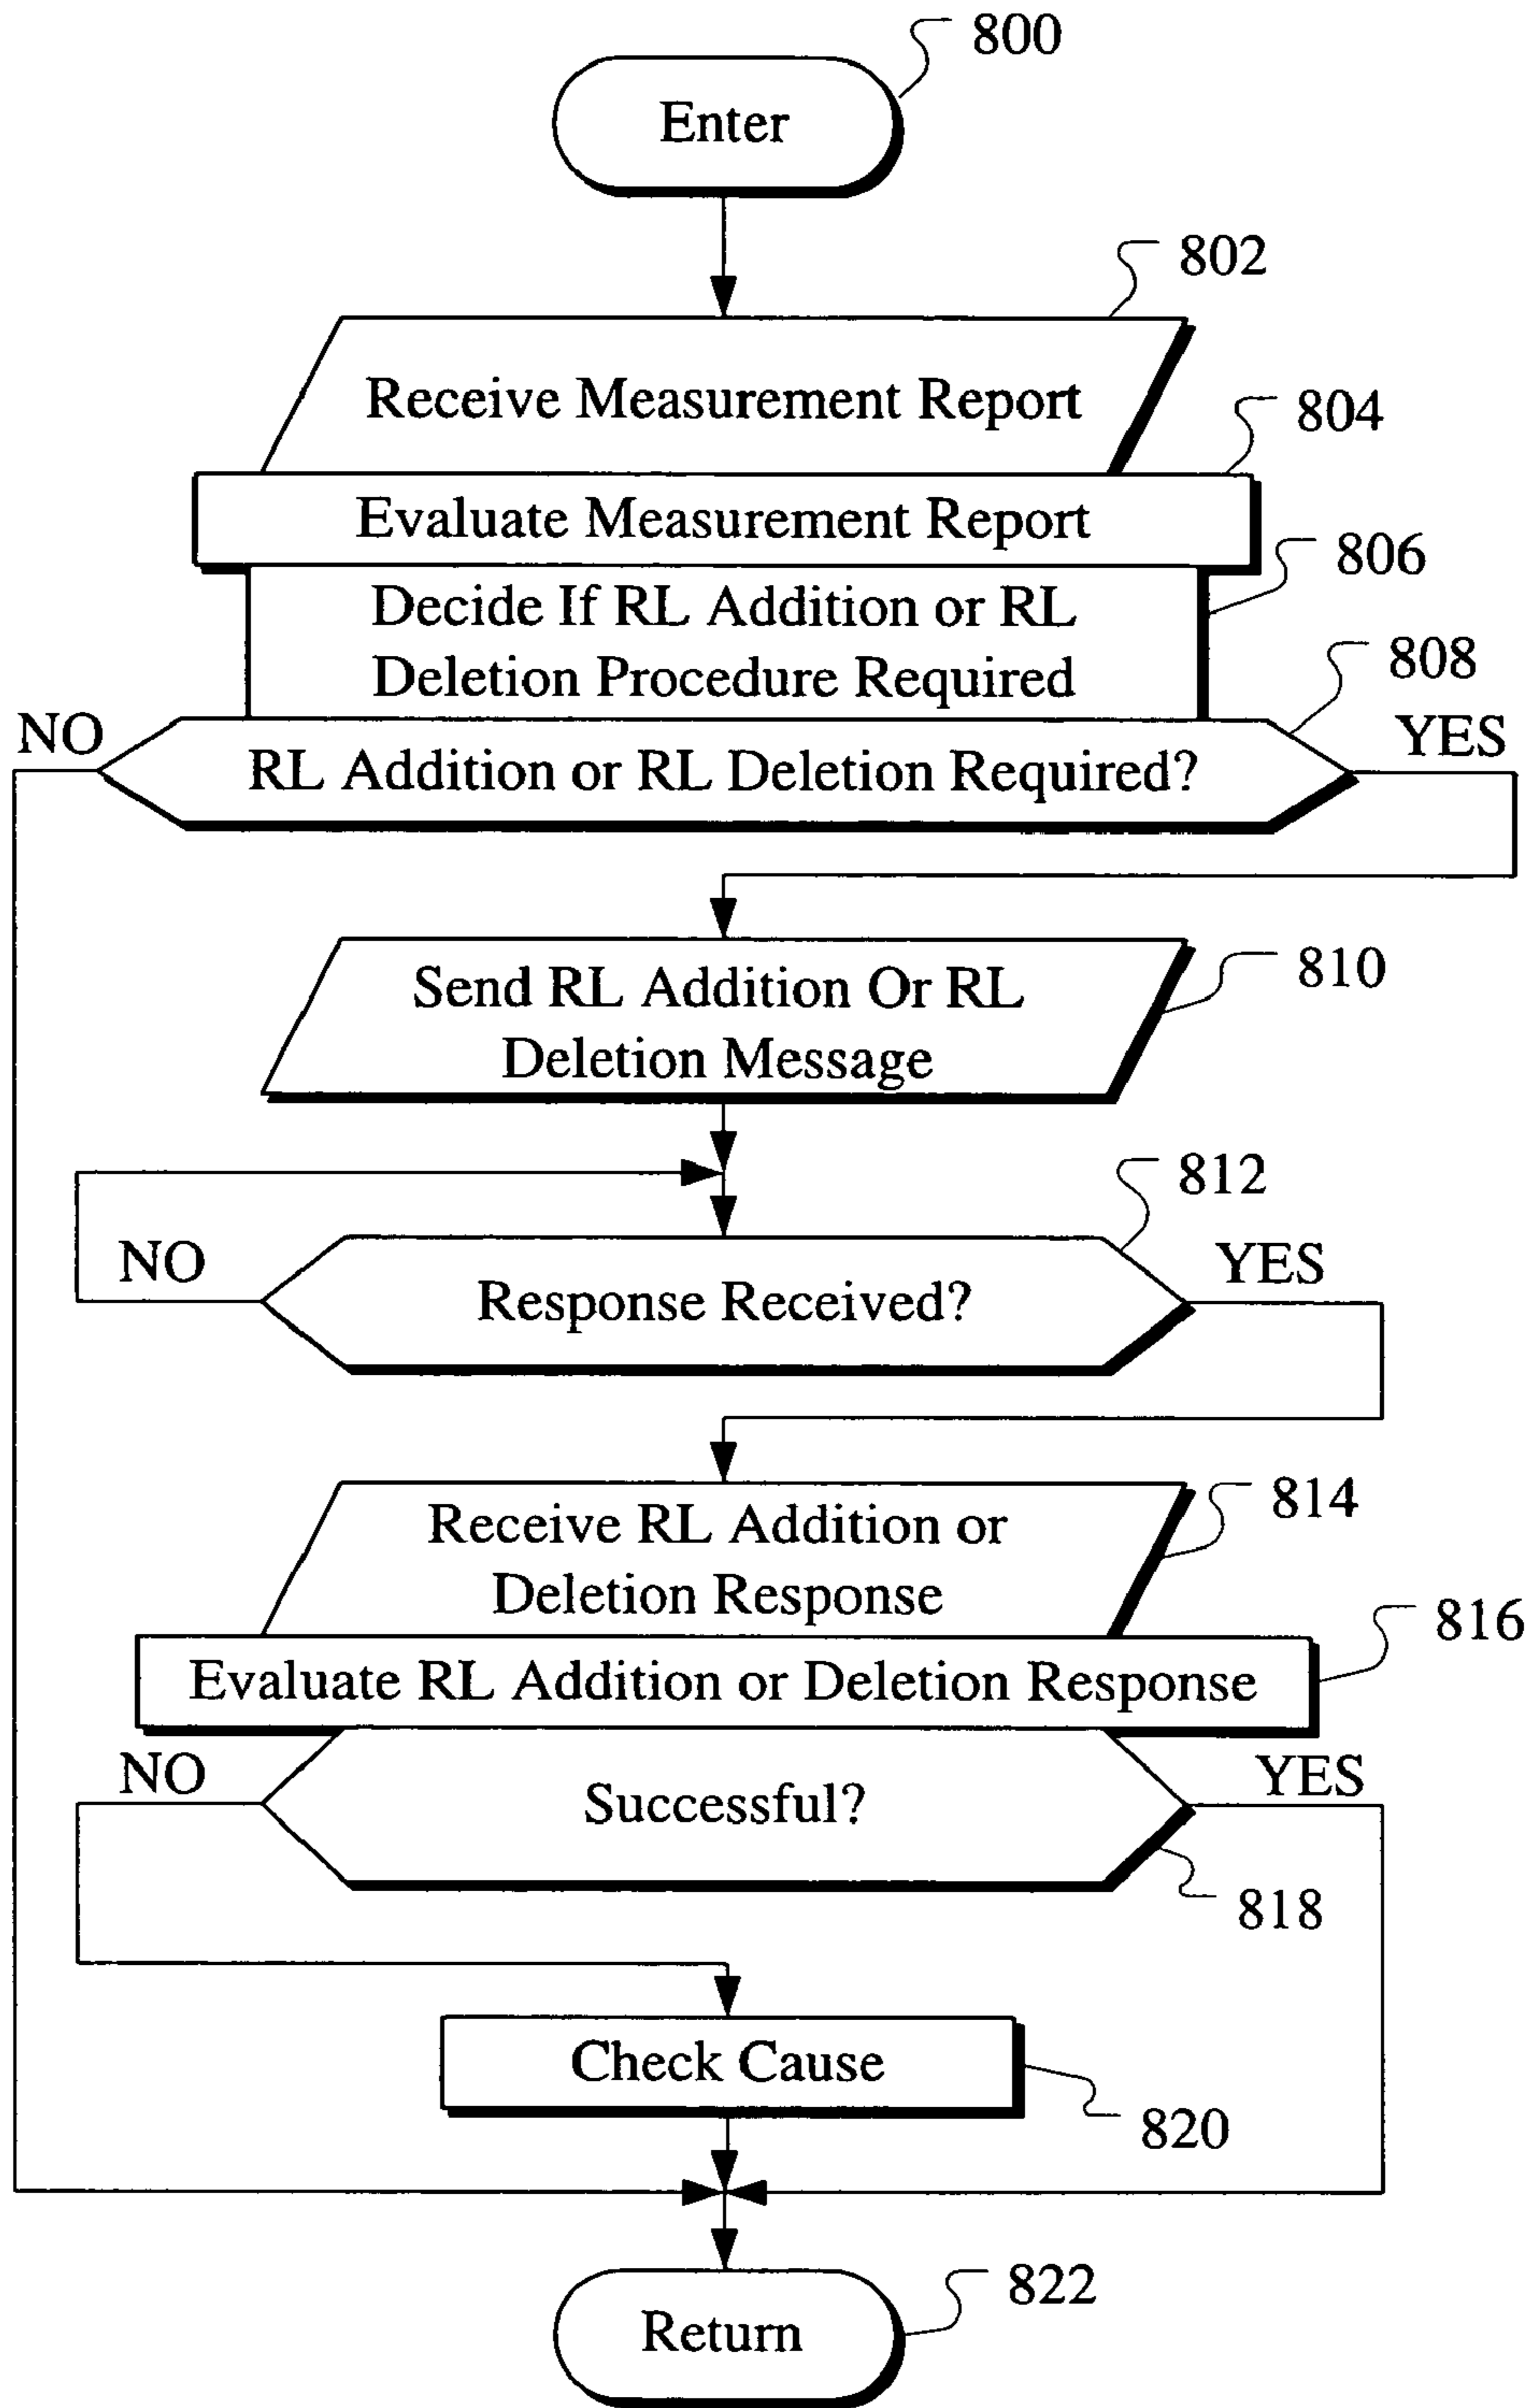 800
Enter
802
Receive Measurement Report
804
Evaluate Measurement Report
806
Decide If RL Addition or RL
Deletion Procedure Required
808
NO
YES
RL Addition or RL Deletion Required?
810
Send RL Addition Or RL
Deletion Message
812
NO
YES
Response Received?
814
Receive RL Addition or
Deletion Response
816
Evaluate RL Addition or Deletion Response
NO
YES
Successful?
818
Check Cause
820
822
Return